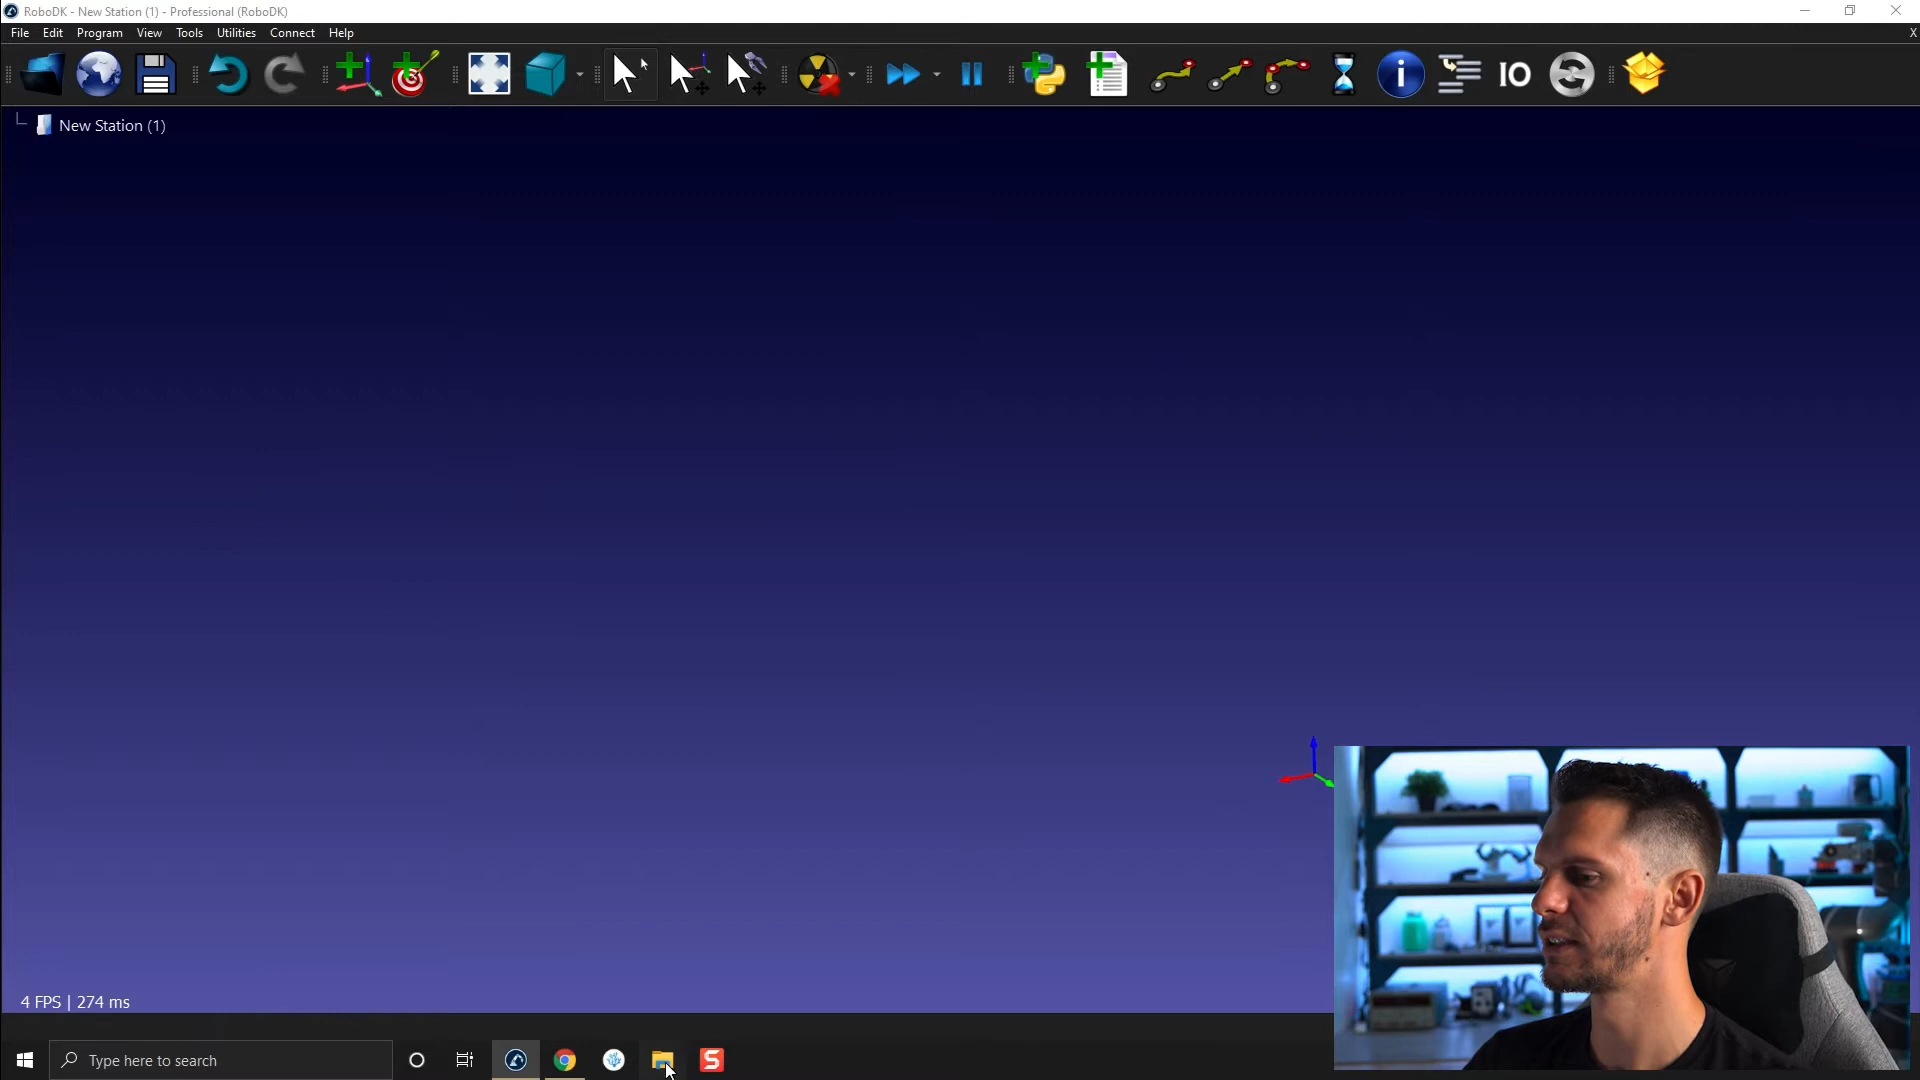 RoboDK - New Station (1) - Professional (RoboDK)
File Edit Program View Tools Utilities Connect Help X
IO
New Station (1)
4 FPS | 274 ms
Type here to search
S